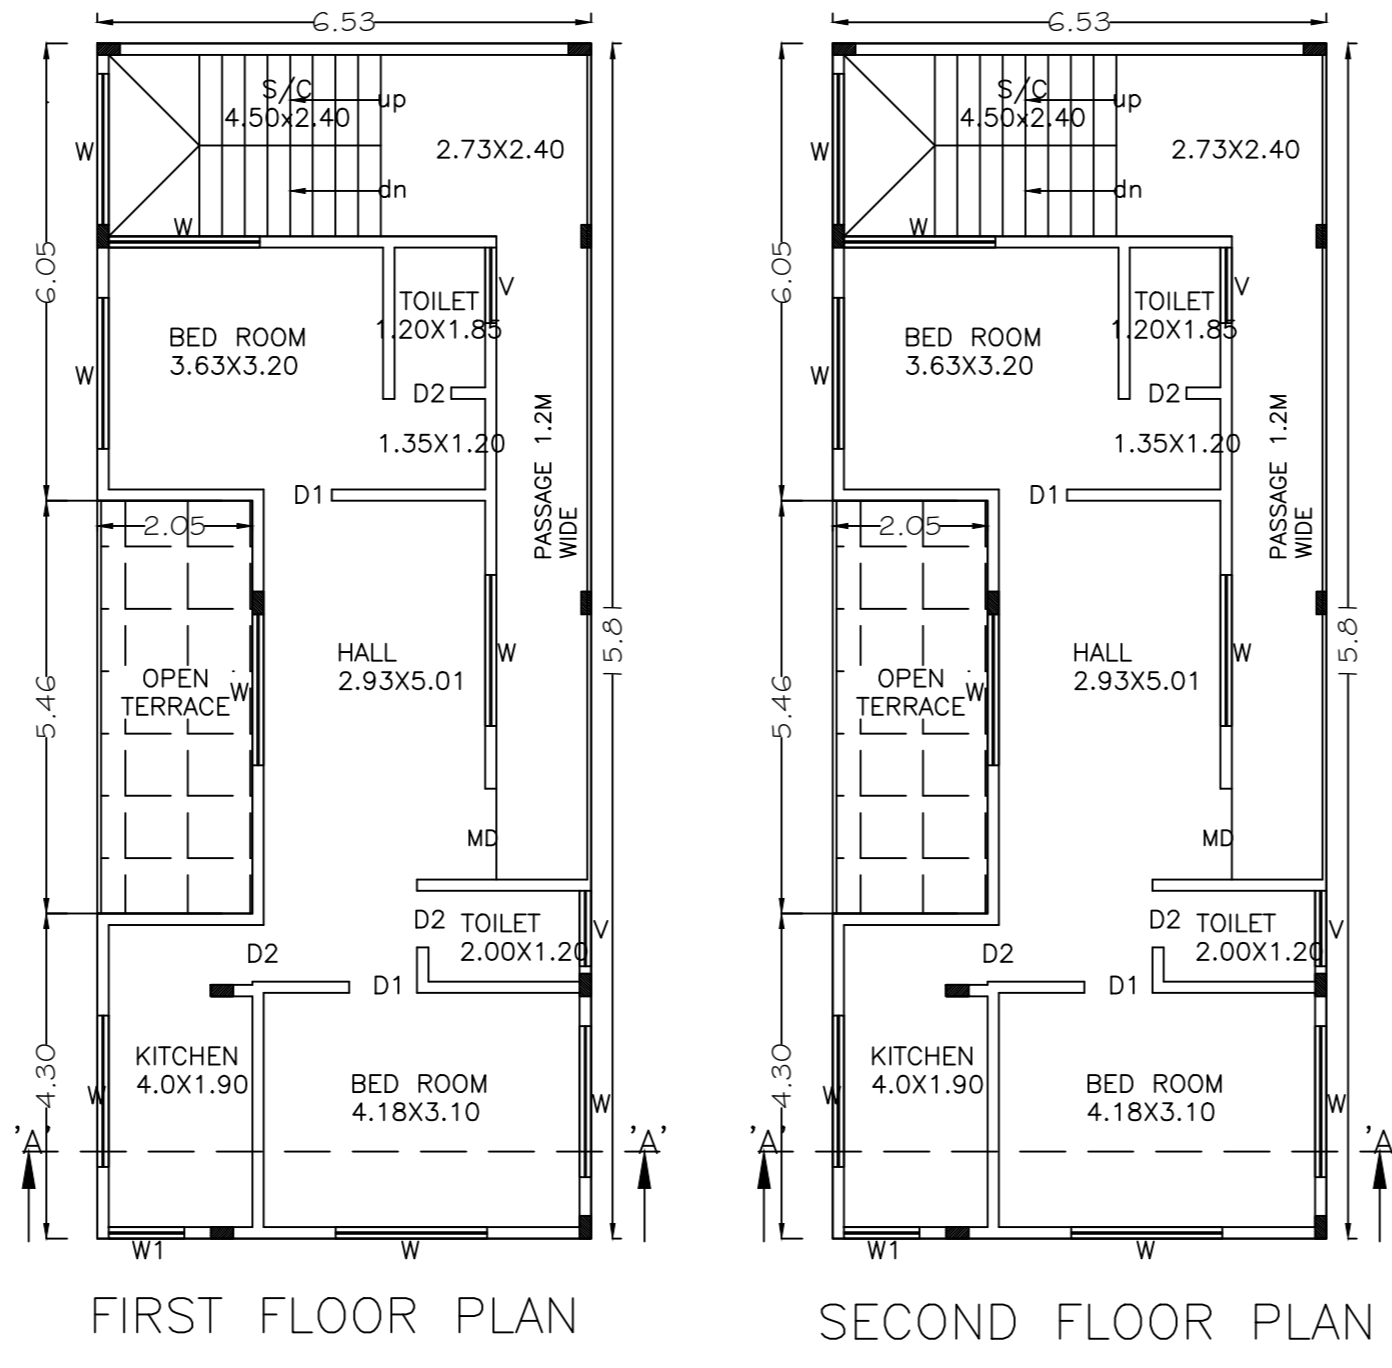 6.53
S/C
4.50x2.40
up
2.73X2.40
dn
W
W
6.05
TOILET
1.20X1.85
V
BED ROOM
3.63X3.20
W
D2
1.35X1.20
PASSAGE 1.2M
WIDE
D1
2.05
15.81
HALL
2.93X5.01
W
OPEN
TERRACE
W
5.46
MD
D2
TOILET
2.00X1.20
V
D2
D1
KITCHEN
4.0X1.90
BED ROOM
4.18X3.10
W
W
4.30
'A'
'A'
W1
W
FIRST FLOOR PLAN
6.53
S/C
4.50x2.40
up
2.73X2.40
dn
W
W
6.05
TOILET
1.20X1.85
V
BED ROOM
3.63X3.20
W
D2
1.35X1.20
PASSAGE 1.2M
WIDE
D1
2.05
15.81
HALL
2.93X5.01
W
OPEN
TERRACE
W
5.46
MD
D2
TOILET
2.00X1.20
V
D2
D1
KITCHEN
4.0X1.90
BED ROOM
4.18X3.10
W
W
4.30
'A'
'A
W1
W
SECOND FLOOR PLAN